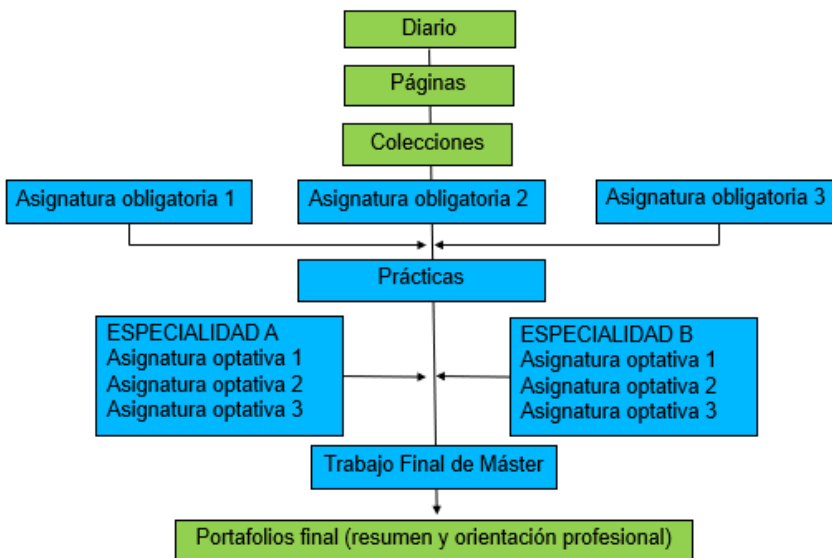 Diario
Páginas
Colecciones
Asignatura obligatoria 1
Asignatura obligatoria 2
Asignatura obligatoria 3
Prácticas
ESPECIALIDAD A
Asignatura optativa 1
Asignatura optativa 2
Asignatura optativa 3
ESPECIALIDAD B
Asignatura optativa 1
Asignatura optativa 2
Asignatura optativa 3
Trabajo Final de Máster
Portafolios final (resumen y orientación profesional)